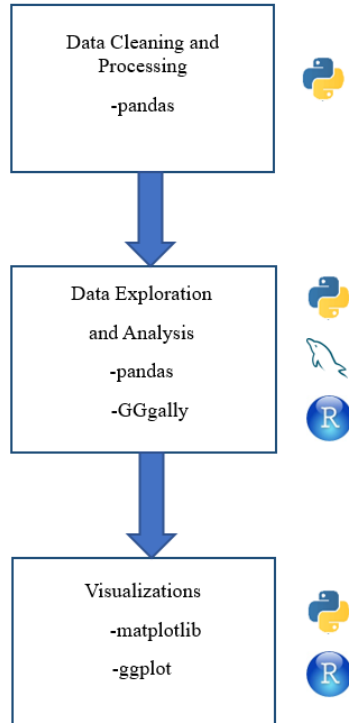 Data Cleaning and
Processing
-pandas
Data Exploration
and Analysis
-pandas
-GGgally
R
Visualizations
-matplotlib
-ggplot
R